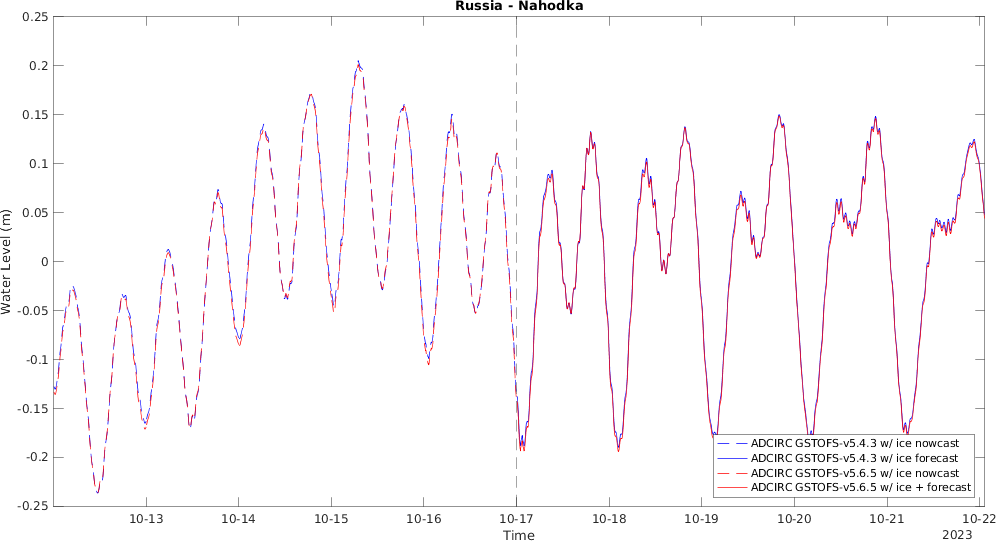 Russia - Nahodka
0.25
0.2
0.15
0.1
0.05
0
-0.05
-0.1
-0.15
-0.2
-0.25
Water Level (m)
ADCIRC GSTOFS-v5.4.3 w/ ice nowcast
ADCIRC GSTOFS-v5.4.3 w/ ice forecast
ADCIRC GSTOFS-v5.6.5 w/ ice nowcast
ADCIRC GSTOFS-v5.6.5 w/ ice + forecast
10-13 10-14 10-15 10-16 10-17 10-18 10-19 10-20 10-21 10-22
Time
2023